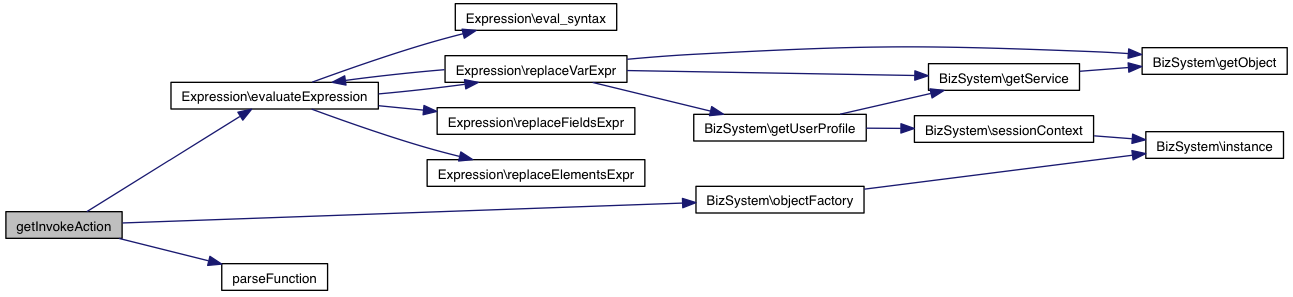 Expression\eval_syntax
Expression\replaceVarExpr
BizSystem\getObject
BizSystem\getService
Expression\evaluateExpression
Expression\replaceFieldsExpr
BizSystem\getUserProfile
BizSystem\sessionContext
BizSystem\instance
Expression\replaceElementsExpr
BizSystem\objectFactory
getInvokeAction
parseFunction